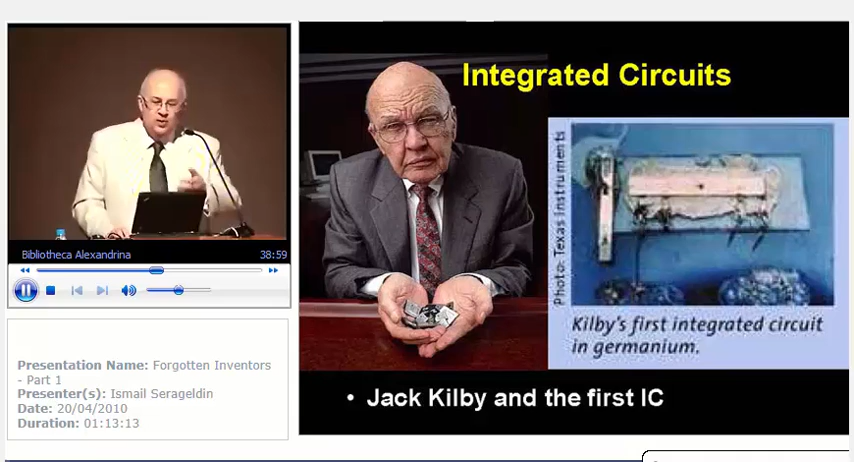 Bibliotheca Alexandrina
38:59
Presentation Name: Forgotten Inventors
- Part 1
Presenter(s): Ismail Serageldin
Date: 20/04/2010
Duration: 01:13:13
Integrated Circuits
Photo: Texas instruments
Kilby's first integrated circuit
in germanium.
• Jack Kilby and the first IC